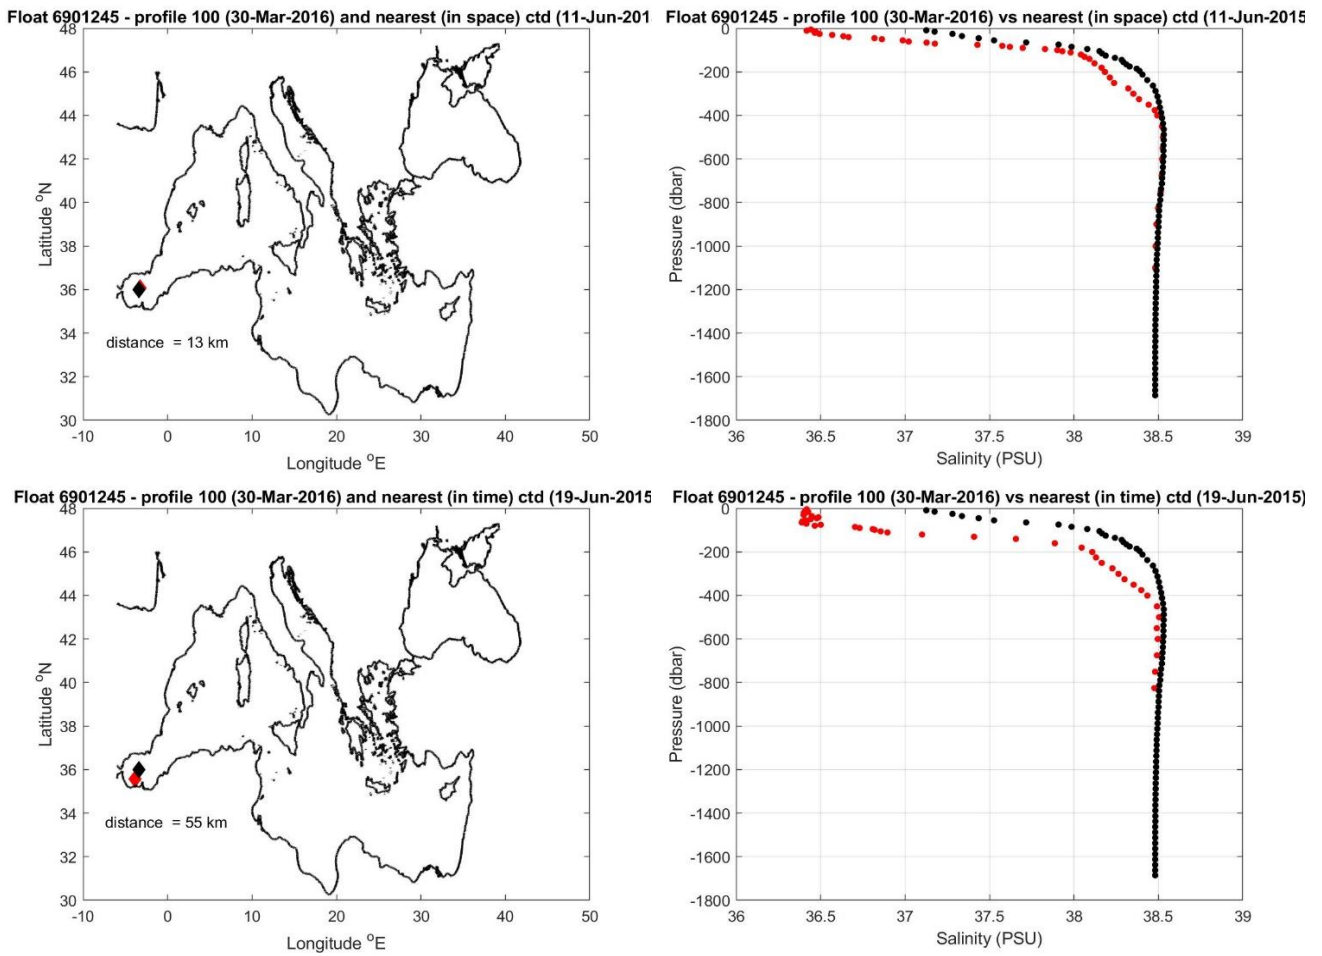 Float 6901245 - profile 100 (30-Mar-2016) and nearest (in space) ctd (11-Jun-201
48
46
44
42
40
38
36
34
32
30
Latitude °N
distance = 13 km
-10 0 10 20 30 40 50
Longitude °E
Float 6901245 - profile 100 (30-Mar-2016) vs nearest (in space) ctd (11-Jun-2015
0
-200
-400
-600
-800
-1000
-1200
-1400
-1600
-1800
Pressure (dbar)
36 36.5 37 37.5 38 38.5 39
Salinity (PSU)
Float 6901245 - profile 100 (30-Mar-2016) and nearest (in time) ctd (19-Jun-2015
48
46
44
42
40
38
36
34
32
30
Latitude °N
distance = 55 km
-10 0 10 20 30 40 50
Longitude °E
Float 6901245 - profile 100 (30-Mar-2016) vs nearest (in time) ctd (19-Jun-2015)
0
-200
-400
-600
-800
-1000
-1200
-1400
-1600
-1800
Pressure (dbar)
36 36.5 37 37.5 38 38.5 39
Salinity (PSU)